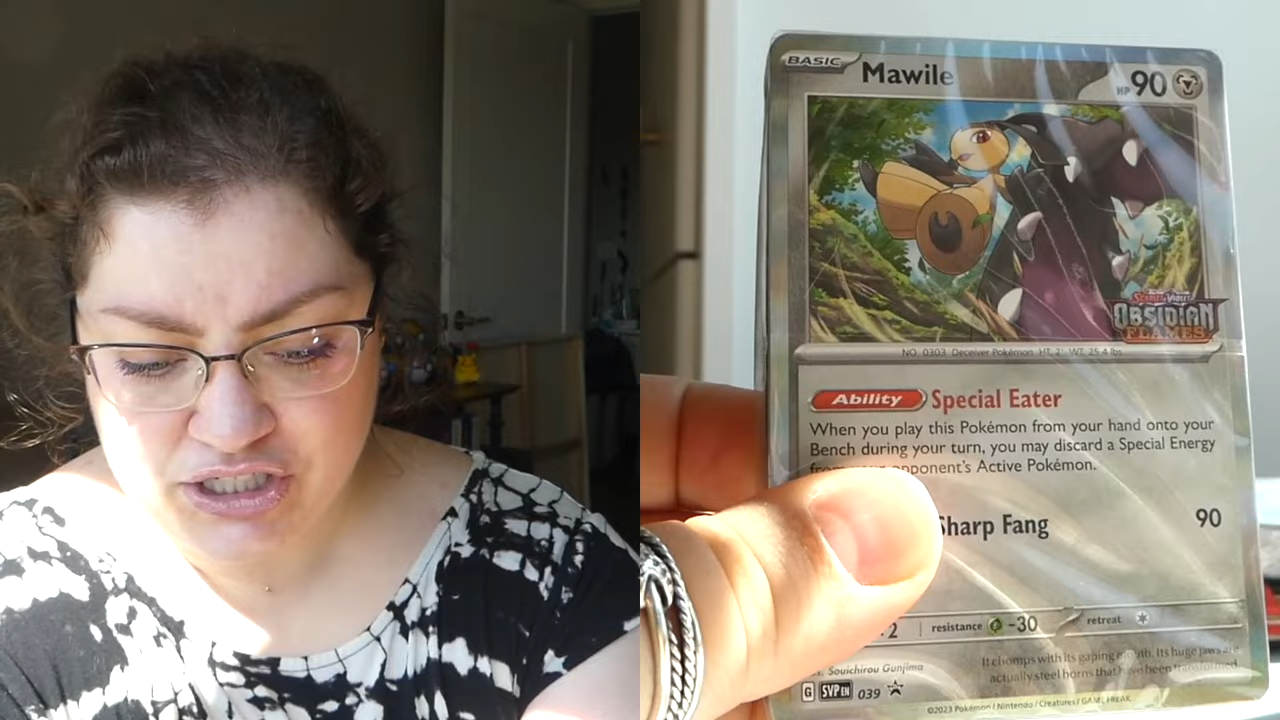 BASIC Mawile HP 90
SCARLET & VIOLET
OBSIDIAN
FLAMES
NO. 0303 Deceiver Pokémon HT. 2' WT. 25.4 lbs
Ability Special Eater
When you play this Pokémon from your hand onto your
Bench during your turn, you may discard a Special Energy
from your opponent's Active Pokémon.
Sharp Fang 90
2 resistance -30 retreat
Souichirou Gunjima
It chomps with its gaping mouth. Its huge jaws are
actually steel horns that have been transformed.
G SVP EN 039
©2023 Pokémon / Nintendo / Creatures / GAME FREAK